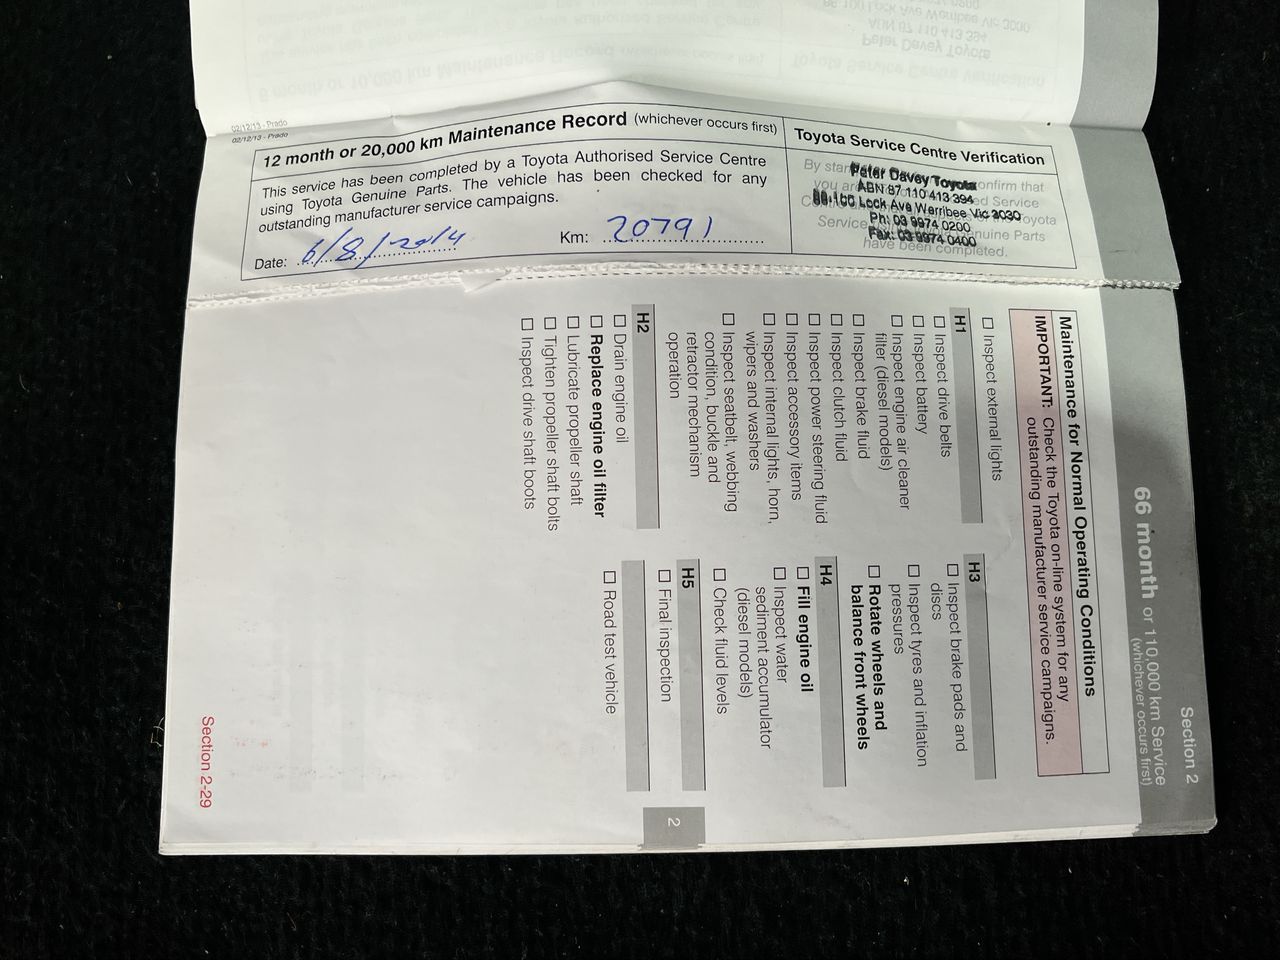 02/12/13 - Prado
02/12/13 - Prado
12 month or 20,000 km Maintenance Record (whichever occurs first)
This service has been completed by a Toyota Authorised Service Centre
using Toyota Genuine Parts. The vehicle has been checked for any
outstanding manufacturer service campaigns.
Date: 6/8/2014 Km: 20791
Toyota Service Centre Verification
Peter Davey Toyota
ABN 87 110 413 394
Lock Ave Werribee Vic 3030
Ph: 03 9974 0200
Fax: 03 9974 0400
have been completed.
Section 2
66 month or 110,000 km Service
(whichever occurs first)
Maintenance for Normal Operating Conditions
IMPORTANT: Check the Toyota on-line system for any
outstanding manufacturer service campaigns.
☐ Inspect external lights
H1
☐ Inspect drive belts
☐ Inspect battery
☐ Inspect engine air cleaner
filter (diesel models)
☐ Inspect brake fluid
☐ Inspect clutch fluid
☐ Inspect power steering fluid
☐ Inspect accessory items
☐ Inspect internal lights, horn,
wipers and washers
☐ Inspect seatbelt, webbing
condition, buckle and
retractor mechanism
operation
H2
☐ Drain engine oil
☐ Replace engine oil filter
☐ Lubricate propeller shaft
☐ Tighten propeller shaft bolts
☐ Inspect drive shaft boots
H3
☐ Inspect brake pads and
discs
☐ Inspect tyres and inflation
pressures
☐ Rotate wheels and
balance front wheels
H4
☐ Fill engine oil
☐ Inspect water
sediment accumulator
(diesel models)
☐ Check fluid levels
H5
☐ Final inspection
☐ Road test vehicle
2
Section 2-29